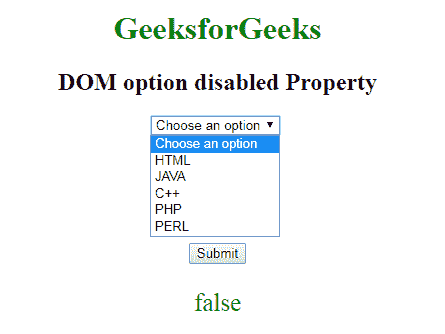 GeeksforGeeks
DOM option disabled Property
Choose an option
Choose an option
HTML
JAVA
C++
PHP
PERL
Submit
false